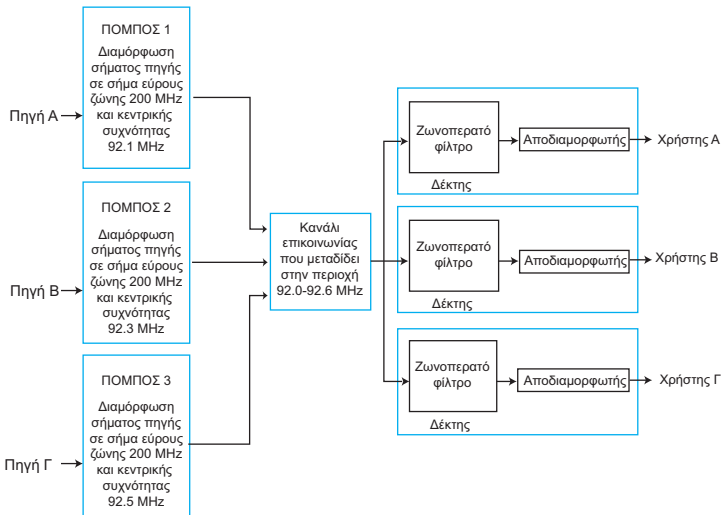 ΠΟΜΠΟΣ 1
Διαμόρφωση
σήματος πηγής
σε σήμα εύρους
ζώνης 200 MHz
και κεντρικής
συχνότητας
92.1 MHz
Πηγή Α
ΠΟΜΠΟΣ 2
Διαμόρφωση
σήματος πηγής
σε σήμα εύρους
ζώνης 200 MHz
και κεντρικής
συχνότητας
92.3 MHz
Πηγή Β
ΠΟΜΠΟΣ 3
Διαμόρφωση
σήματος πηγής
σε σήμα εύρους
ζώνης 200 MHz
και κεντρικής
συχνότητας
92.5 MHz
Πηγή Γ
Κανάλι
επικοινωνίας
που μεταδίδει
στην περιοχή
92.0-92.6 MHz
Ζωνοπερατό
φίλτρο
Αποδιαμορφωτής
Χρήστης Α
Δέκτης
Ζωνοπερατό
φίλτρο
Αποδιαμορφωτής
Χρήστης Β
Δέκτης
Ζωνοπερατό
φίλτρο
Αποδιαμορφωτής
Χρήστης Γ
Δέκτης